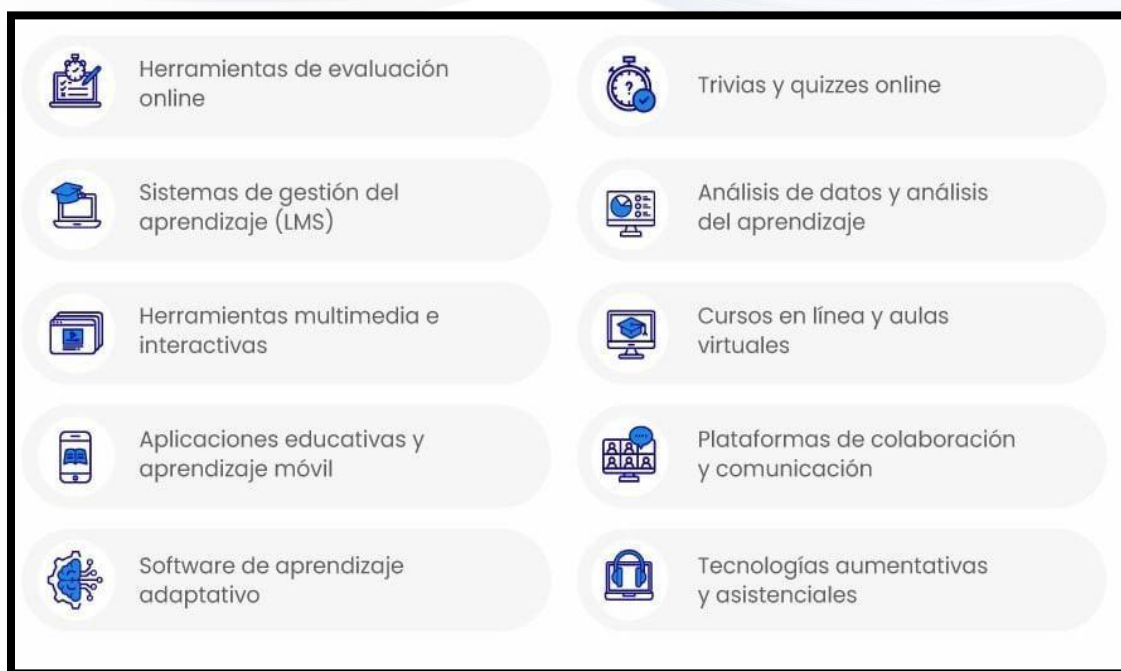 Herramientas de evaluación
online
Trivias y quizzes online
Sistemas de gestión del
aprendizaje (LMS)
Análisis de datos y análisis
del aprendizaje
Herramientas multimedia e
interactivas
Cursos en línea y aulas
virtuales
Aplicaciones educativas y
aprendizaje móvil
Plataformas de colaboración
y comunicación
Software de aprendizaje
adaptativo
Tecnologías aumentativas
y asistenciales